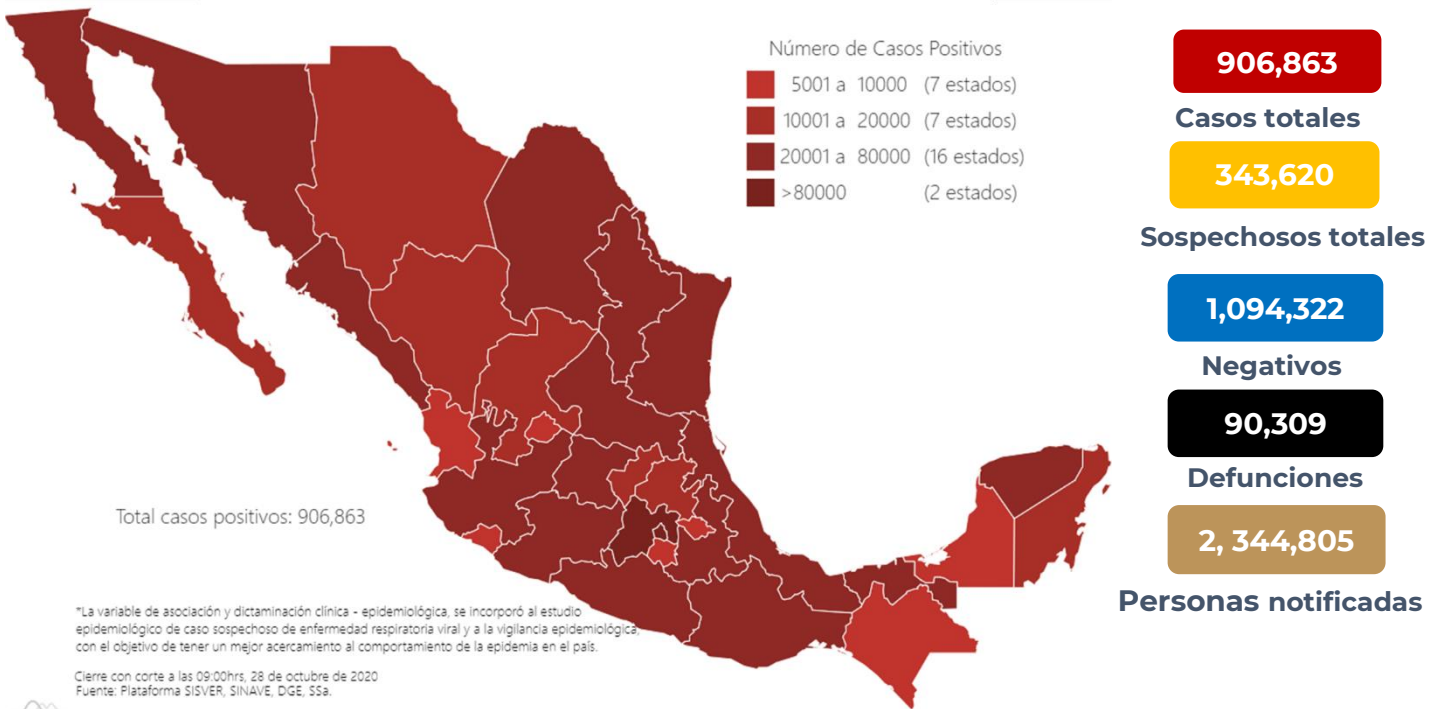 Número de Casos Positivos
5001 a 10000 (7 estados)
10001 a 20000 (7 estados)
20001 a 80000 (16 estados)
>80000 (2 estados)
Total casos positivos: 906,863
*La variable de asociación y dictaminación clínica - epidemiológica, se incorporó al estudio
epidemiológico de caso sospechoso de enfermedad respiratoria viral y a la vigilancia epidemiológica,
con el objetivo de tener un mejor acercamiento al comportamiento de la epidemia en el país.
Cierre con corte a las 09:00hrs, 28 de octubre de 2020
Fuente: Plataforma SISVER, SINAVE, DGE, SSa.
906,863
Casos totales
343,620
Sospechosos totales
1,094,322
Negativos
90,309
Defunciones
2, 344,805
Personas notificadas